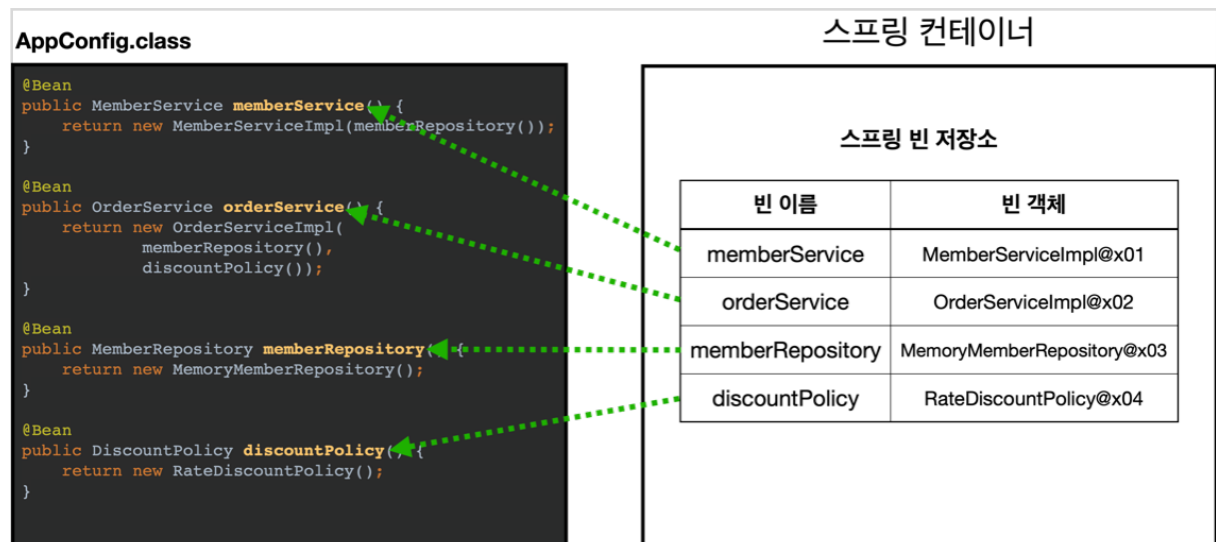 AppConfig.class
@Bean
public MemberService memberService() {
return new MemberServiceImpl(memberRepository());
}
@Bean
public OrderService orderService() {
return new OrderServiceImpl(
memberRepository(),
discountPolicy());
}
@Bean
public MemberRepository memberRepository() {
return new MemoryMemberRepository();
}
@Bean
public DiscountPolicy discountPolicy() {
return new RateDiscountPolicy();
}
스프링 컨테이너
스프링 빈 저장소
빈 이름 빈 객체
memberService MemberServiceImpl@x01
orderService OrderServiceImpl@x02
memberRepository MemoryMemberRepository@x03
discountPolicy RateDiscountPolicy@x04